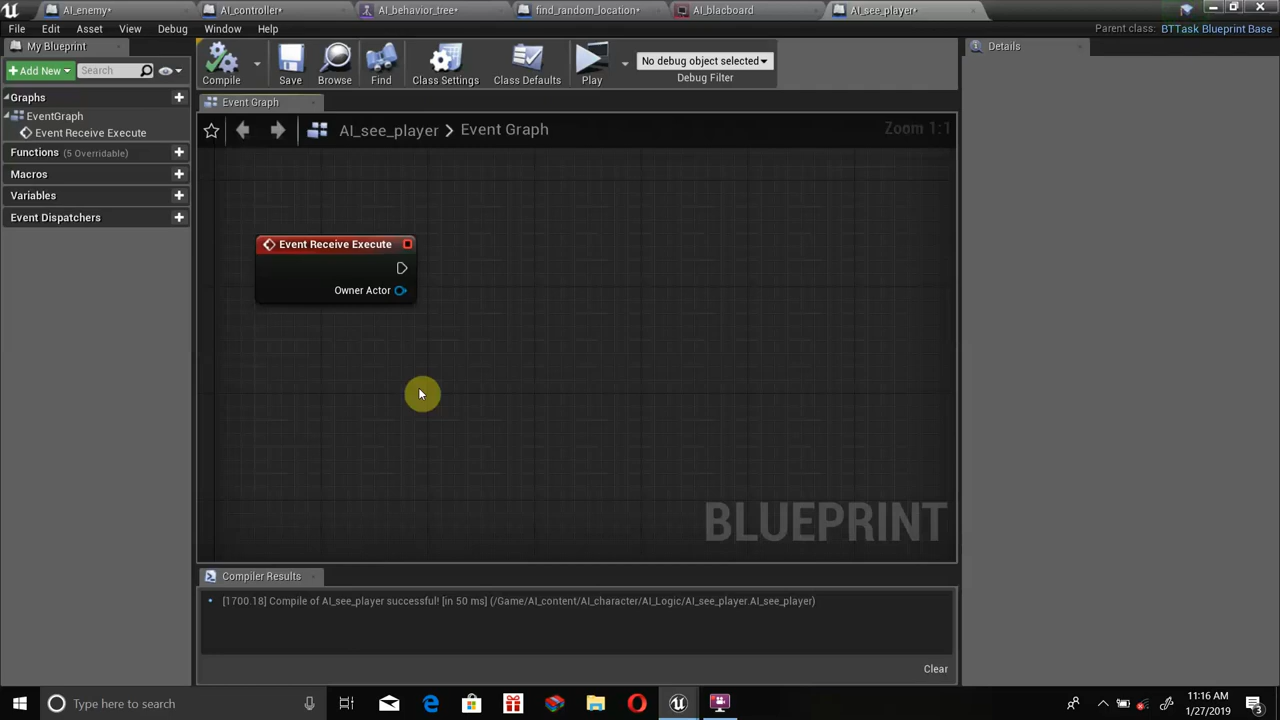 AI_enemy•
AI_controller•
AI_behavior_tree•
find_random_location•
AI_blacboard
AI_see_player•
File Edit Asset View Debug Window Help
Parent class: BTTask Blueprint Base
My Blueprint
Details
+Add New
Search
Compile
Save
Browse
Find
Class Settings
Class Defaults
Play
No debug object selected
Debug Filter
Graphs
EventGraph
Event Receive Execute
Functions (5 Overridable)
Macros
Variables
Event Dispatchers
Event Graph
AI_see_player > Event Graph
Zoom 1:1
Event Receive Execute
Owner Actor
BLUEPRINT
Compiler Results
[1700.18] Compile of AI_see_player successful! [in 50 ms] (/Game/AI_content/AI_character/AI_Logic/AI_see_player.AI_see_player)
Clear
Type here to search
11:16 AM
1/27/2019
3